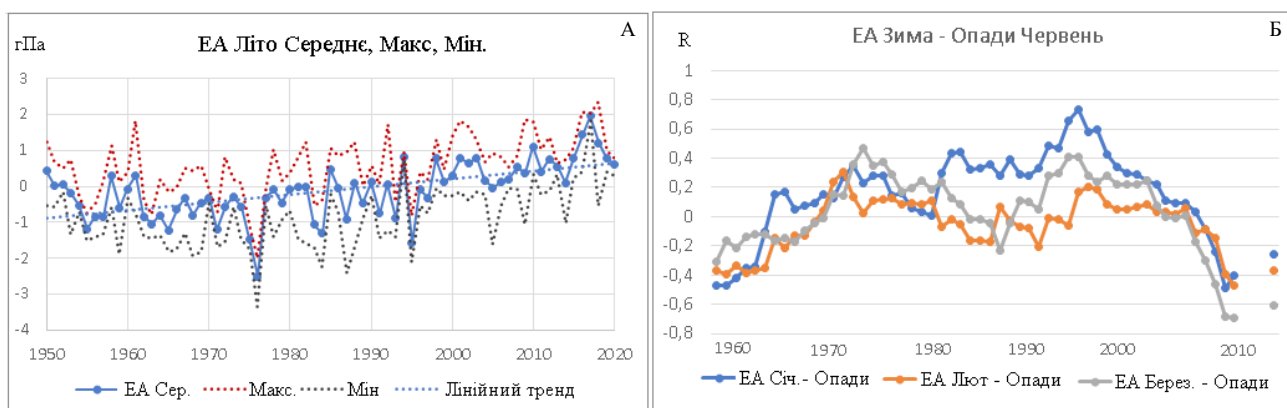 ЕА Літо Середнє, Макс, Мін.
А
гПа
3
2
1
0
-1
-2
-3
-4
1950 1960 1970 1980 1990 2000 2010 2020
ЕА Сер. Макс. Мін Лінійний тренд
ЕА Зима - Опади Червень
Б
R
1
0,8
0,6
0,4
0,2
0
-0,2
-0,4
-0,6
-0,8
1960 1970 1980 1990 2000 2010
ЕА Січ.- Опади ЕА Лют - Опади ЕА Берез. - Опади